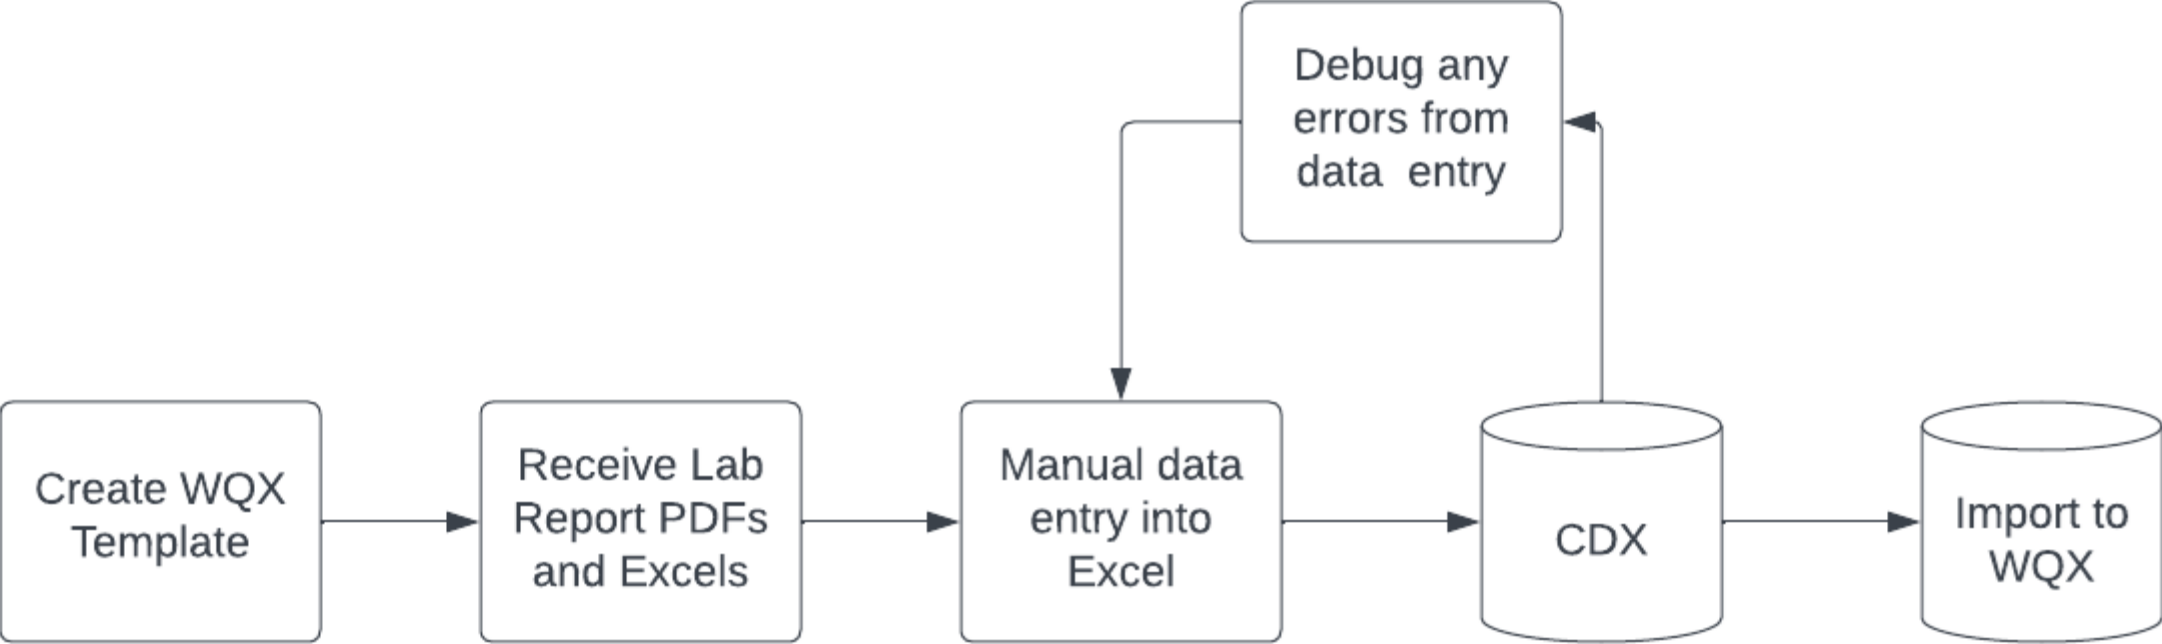 Debug any
errors from
data entry
Create WQX
Template
Receive Lab
Report PDFs
and Excels
Manual data
entry into
Excel
CDX
Import to
WQX